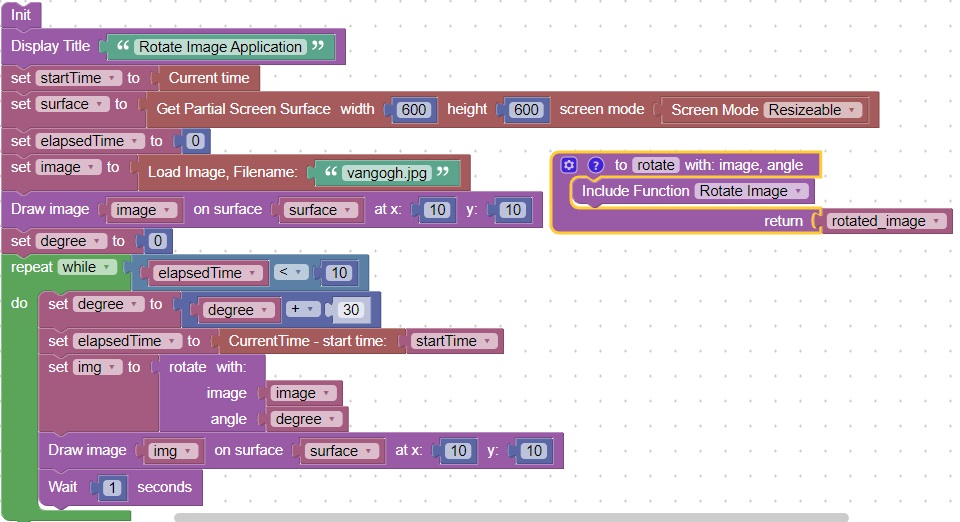 Init
Display Title “ Rotate Image Application ”
set startTime to Current time
set surface to Get Partial Screen Surface width 600 height 600 screen mode Screen Mode Resizeable
set elapsedTime to 0
set image to Load Image, Filename: “ vangogh.jpg ”
? to rotate with: image, angle
Include Function Rotate Image
return rotated_image
Draw image image on surface surface at x: 10 y: 10
set degree to 0
repeat while elapsedTime < 10
do set degree to degree + 30
set elapsedTime to CurrentTime - start time: startTime
set img to rotate with:
image image
angle degree
Draw image img on surface surface at x: 10 y: 10
Wait 1 seconds